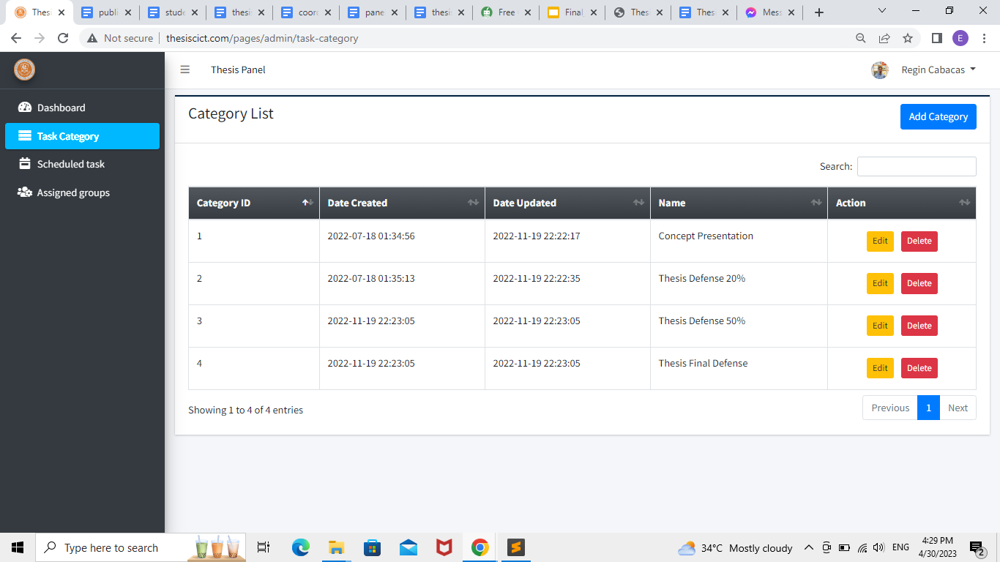 Thesi
publi
stude
thesi
coord
pane
thesi
Free
Final
Thes
Thes
Mess
Not secure
thesiscict.com/pages/admin/task-category
E
Thesis Panel
Regin Cabacas
Dashboard
Task Category
Scheduled task
Assigned groups
Category List
Add Category
Search:
Category ID Date Created Date Updated Name Action
1 2022-07-18 01:34:56 2022-11-19 22:22:17 Concept Presentation Edit Delete
2 2022-07-18 01:35:13 2022-11-19 22:22:35 Thesis Defense 20% Edit Delete
3 2022-11-19 22:23:05 2022-11-19 22:23:05 Thesis Defense 50% Edit Delete
4 2022-11-19 22:23:05 2022-11-19 22:23:05 Thesis Final Defense Edit Delete
Showing 1 to 4 of 4 entries
Previous 1 Next
Type here to search
34°C Mostly cloudy
ENG
4:29 PM
4/30/2023
2